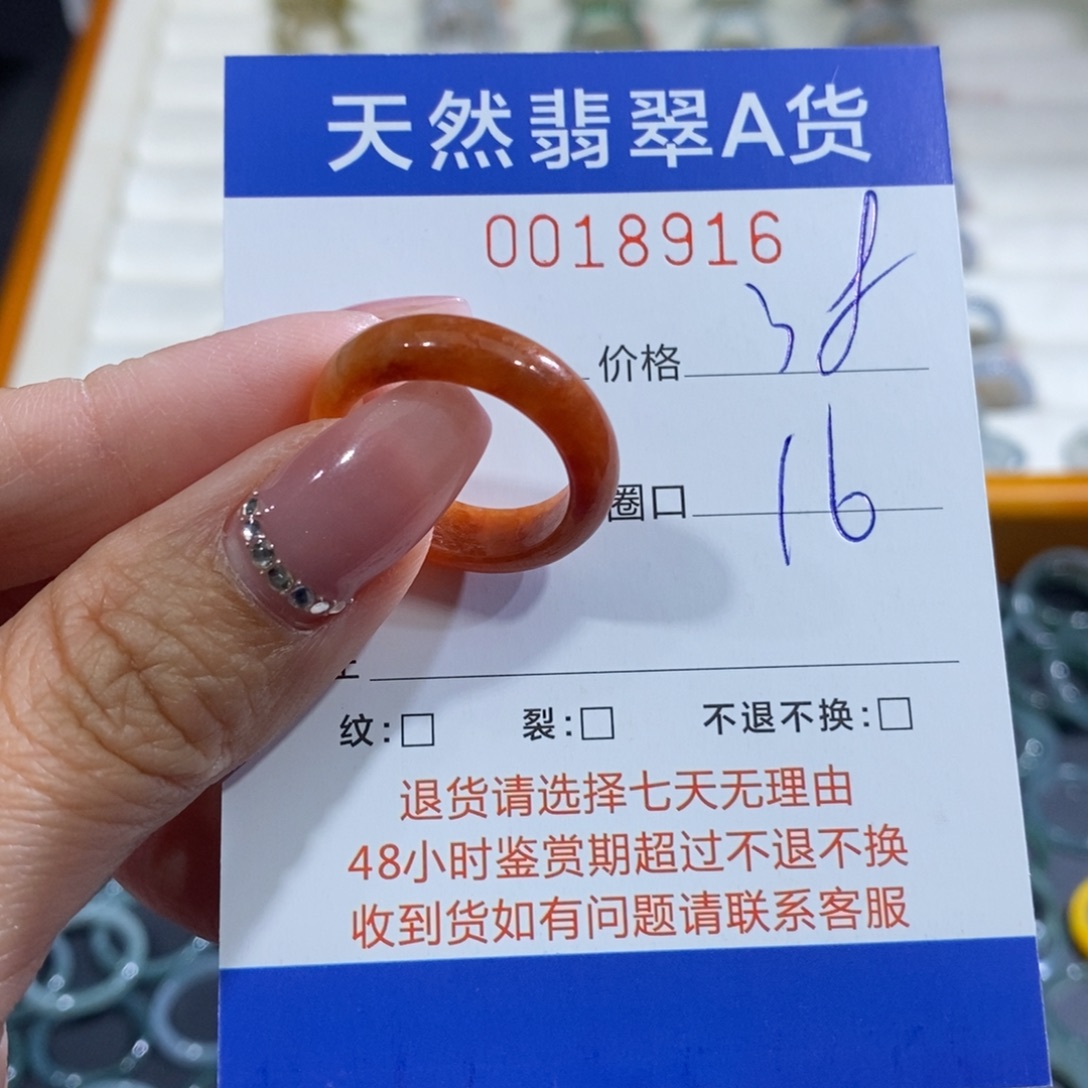 天然翡翠A货
0018916
价格 38
圈口 16
纹:□ 裂:□ 不退不换:□
退货请选择七天无理由
48小时鉴赏期超过不退不换
收到货如有问题请联系客服